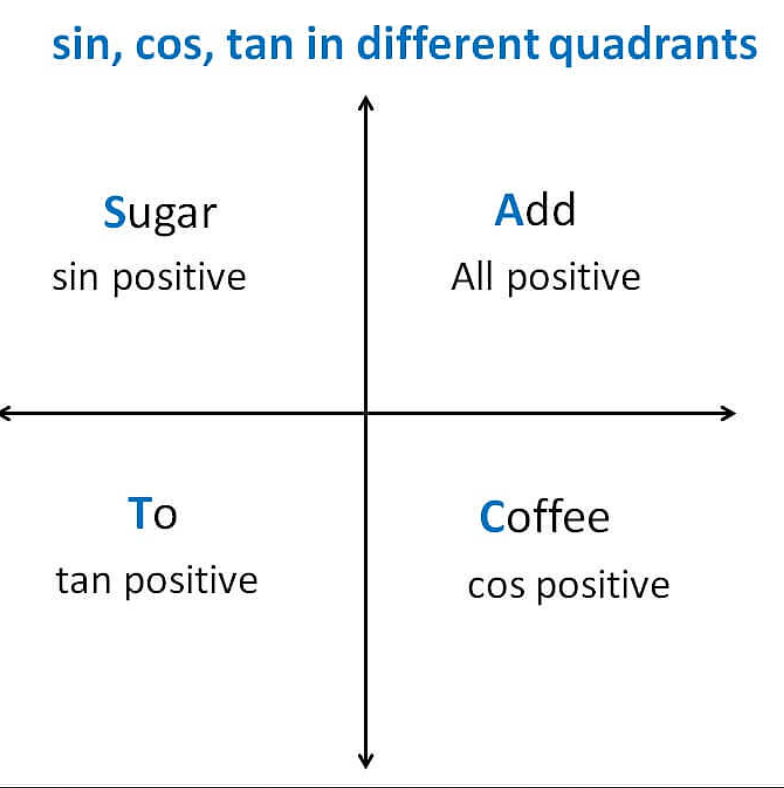 sin, cos, tan in different quadrants
Sugar
sin positive
Add
All positive
To
tan positive
Coffee
cos positive